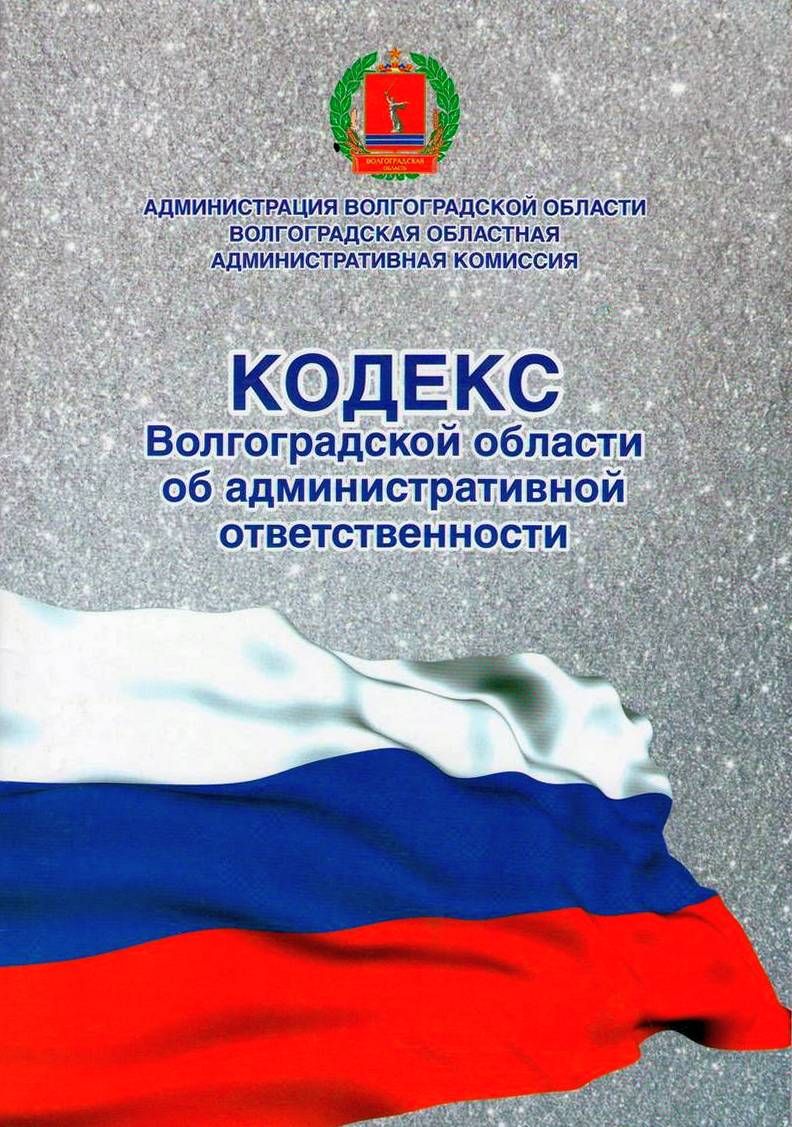 ВОЛГОГРАДСКАЯ
ОБЛАСТЬ
АДМИНИСТРАЦИЯ ВОЛГОГРАДСКОЙ ОБЛАСТИ
ВОЛГОГРАДСКАЯ ОБЛАСТНАЯ
АДМИНИСТРАТИВНАЯ КОМИССИЯ
КОДЕКС
Волгоградской области
об административной
ответственности